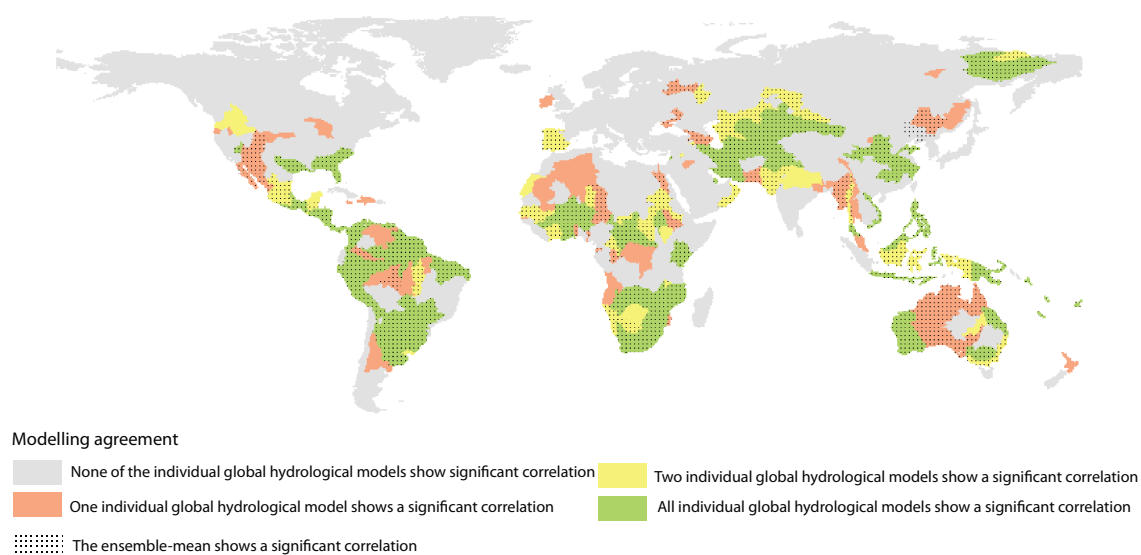 Modelling agreement
None of the individual global hydrological models show significant correlation
Two individual global hydrological models show a significant correlation
One individual global hydrological model shows a significant correlation
All individual global hydrological models show a significant correlation
The ensemble-mean shows a significant correlation